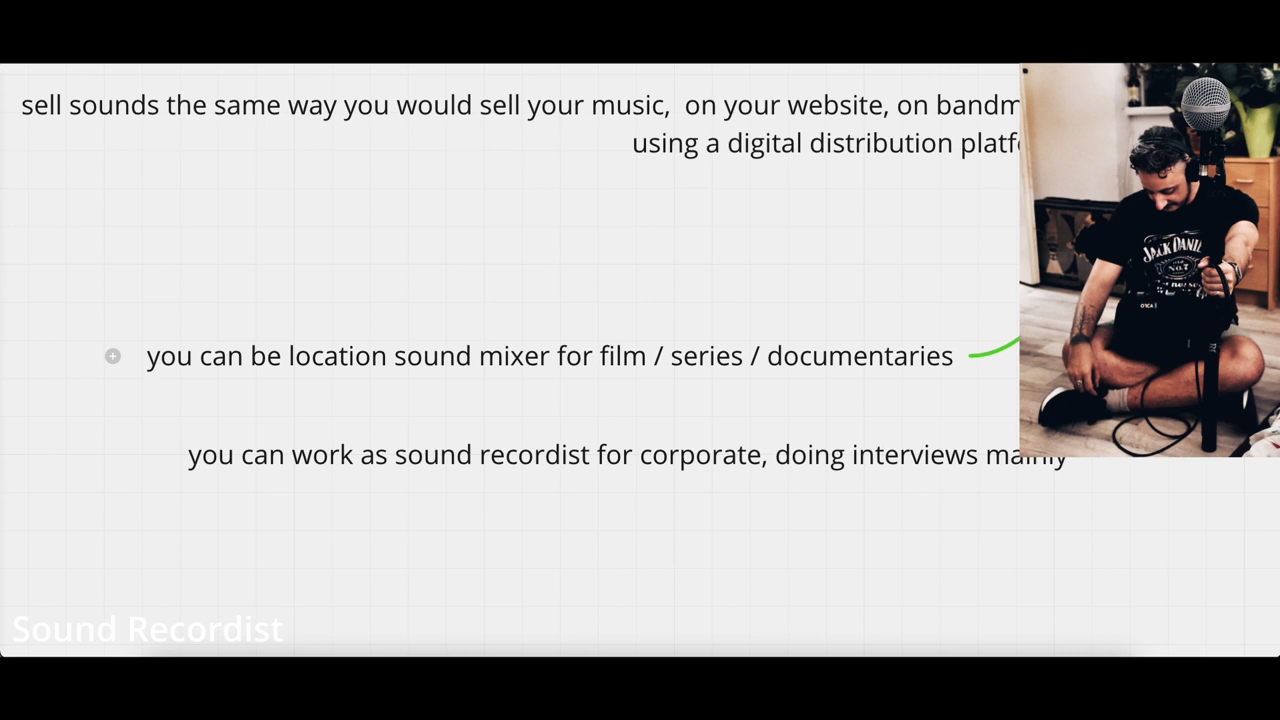 sell sounds the same way you would sell your music, on your website, on
using a digital distribution
you can be location sound mixer for film / series / documentaries
you can work as sound recordist for corporate, doing interviews mainly
JACK DANIEL
No.7
Sound Recordist